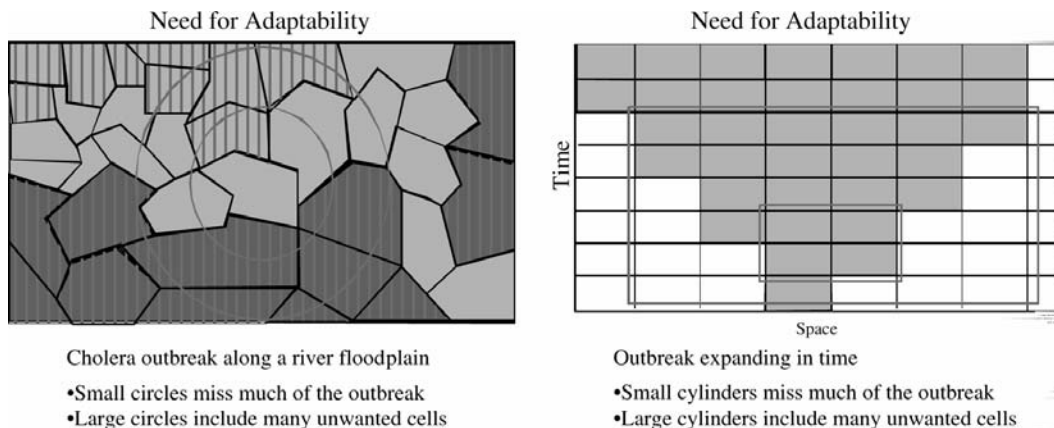 Need for Adaptability
Cholera outbreak along a river floodplain
•Small circles miss much of the outbreak
•Large circles include many unwanted cells
Need for Adaptability
Time
Space
Outbreak expanding in time
•Small cylinders miss much of the outbreak
•Large cylinders include many unwanted cells